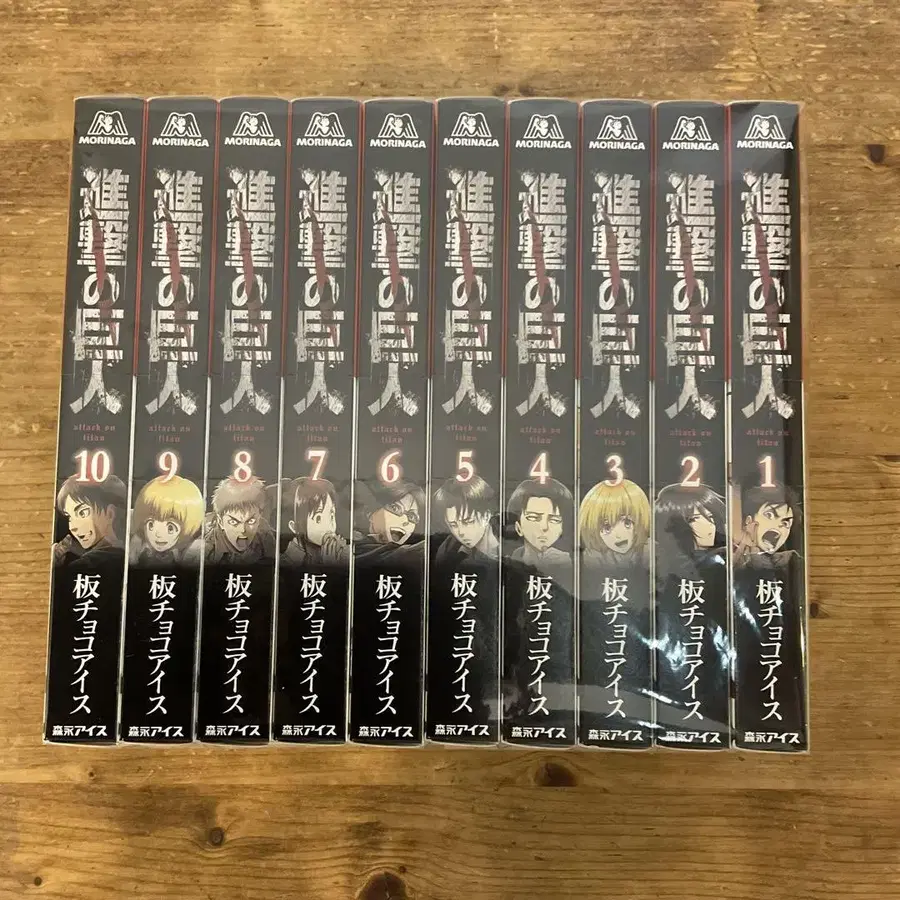 MORINAGA
進撃の巨人
attack on
titan
10
板チョコアイス
森永アイス
MORINAGA
進撃の巨人
attack on
titan
9
板チョコアイス
森永アイス
MORINAGA
進撃の巨人
attack on
titan
8
板チョコアイス
森永アイス
MORINAGA
進撃の巨人
attack on
titan
7
板チョコアイス
森永アイス
MORINAGA
進撃の巨人
attack on
titan
6
板チョコアイス
森永アイス
MORINAGA
進撃の巨人
attack on
titan
5
板チョコアイス
森永アイス
MORINAGA
進撃の巨人
attack on
titan
4
板チョコアイス
森永アイス
MORINAGA
進撃の巨人
attack on
titan
3
板チョコアイス
森永アイス
MORINAGA
進撃の巨人
attack on
titan
2
板チョコアイス
森永アイス
MORINAGA
進撃の巨人
attack on
titan
1
板チョコアイス
森永アイス